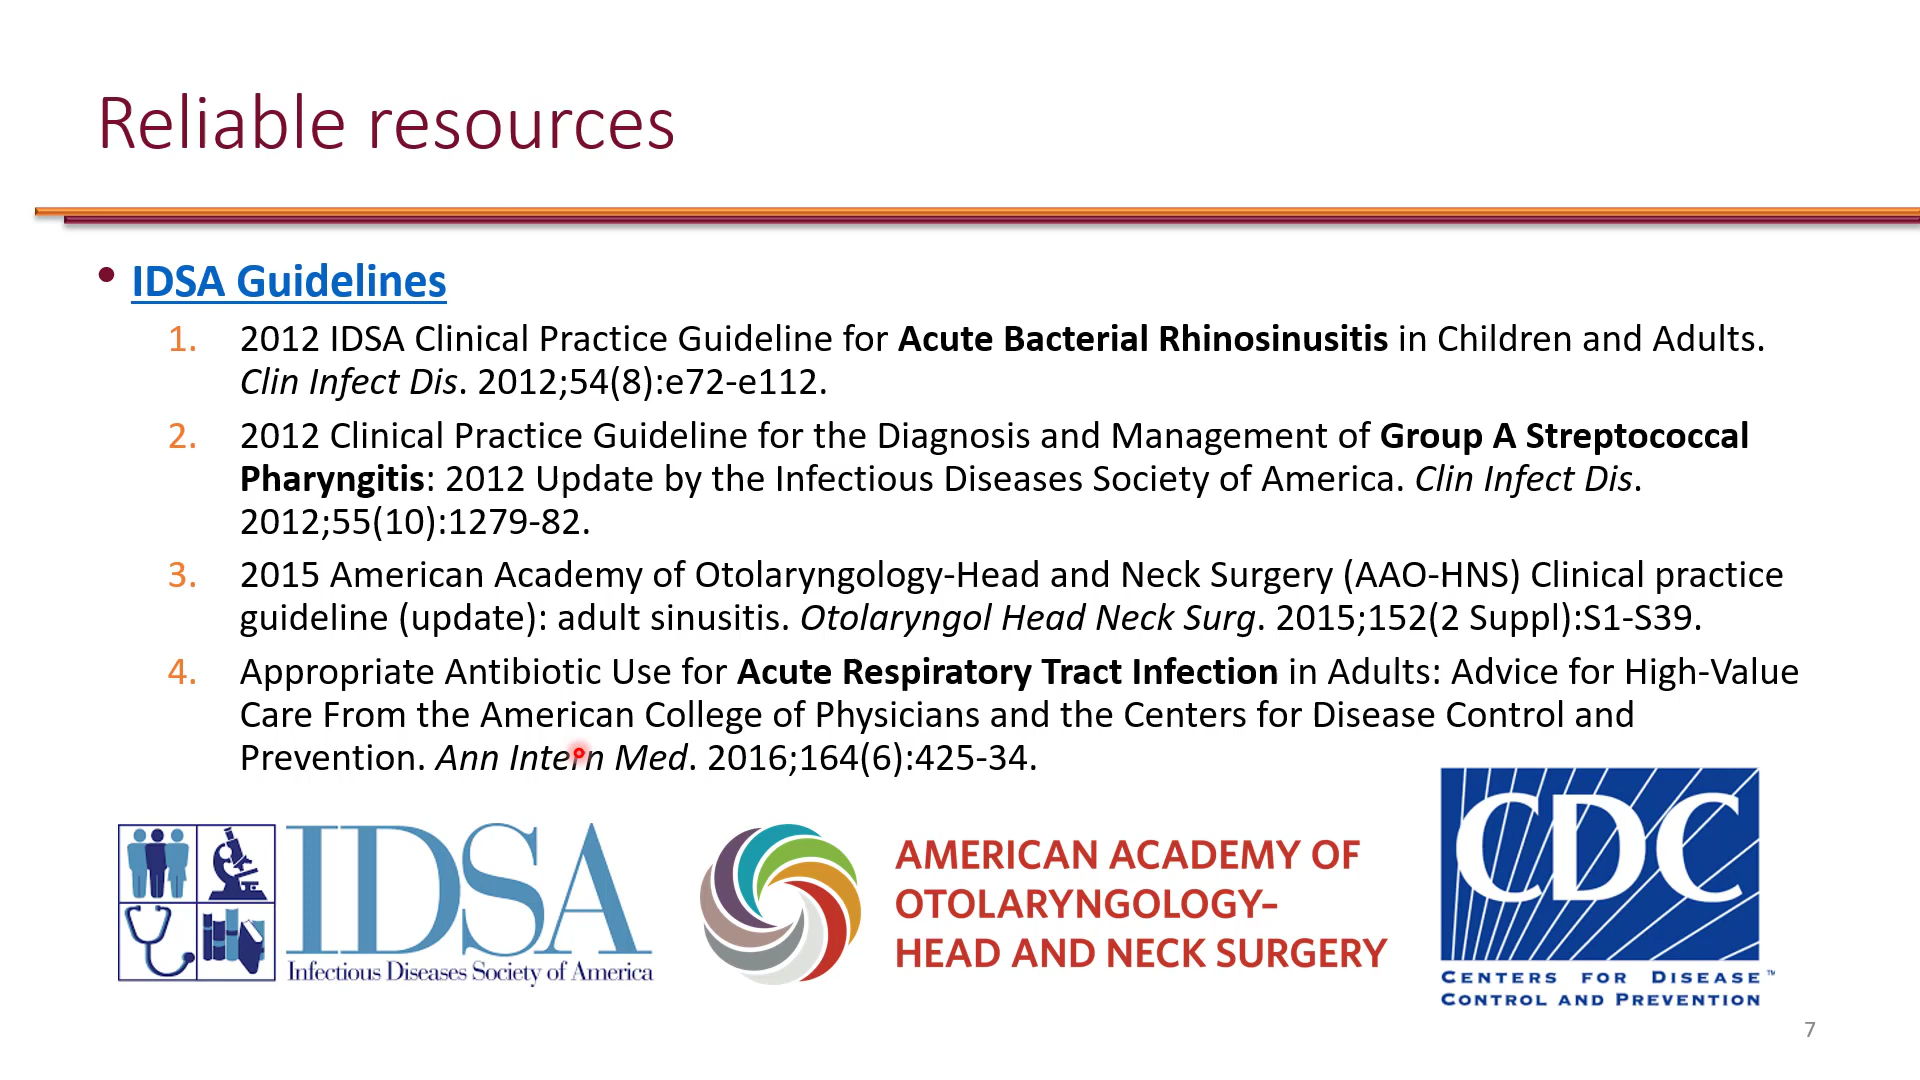 Reliable resources
• IDSA Guidelines
1. 2012 IDSA Clinical Practice Guideline for Acute Bacterial Rhinosinusitis in Children and Adults.
Clin Infect Dis. 2012;54(8):e72-e112.
2. 2012 Clinical Practice Guideline for the Diagnosis and Management of Group A Streptococcal
Pharyngitis: 2012 Update by the Infectious Diseases Society of America. Clin Infect Dis.
2012;55(10):1279-82.
3. 2015 American Academy of Otolaryngology-Head and Neck Surgery (AAO-HNS) Clinical practice
guideline (update): adult sinusitis. Otolaryngol Head Neck Surg. 2015;152(2 Suppl):S1-S39.
4. Appropriate Antibiotic Use for Acute Respiratory Tract Infection in Adults: Advice for High-Value
Care From the American College of Physicians and the Centers for Disease Control and
Prevention. Ann Intern Med. 2016;164(6):425-34.
IDSA
Infectious Diseases Society of America
AMERICAN ACADEMY OF
OTOLARYNGOLOGY-
HEAD AND NECK SURGERY
CDC
CENTERS FOR DISEASE™
CONTROL AND PREVENTION
7